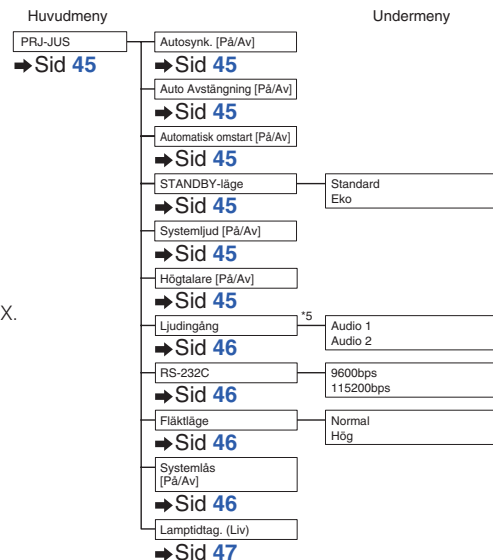 Huvudmeny
Undermeny
PRJ-JUS
➡Sid 45
Autosynk. [På/Av]
➡Sid 45
Auto Avstängning [På/Av]
➡Sid 45
Automatisk omstart [På/Av]
➡Sid 45
STANDBY-läge
Standard
Eko
➡Sid 45
Systemljud [På/Av]
➡Sid 45
Högtalare [På/Av]
➡Sid 45
X.
Ljudingång
*5
Audio 1
Audio 2
➡Sid 46
RS-232C
9600bps
115200bps
➡Sid 46
Fläktläge
Normal
Hög
➡Sid 46
Systemlås
[På/Av]
➡Sid 46
Lamptidtag. (Liv)
➡Sid 47